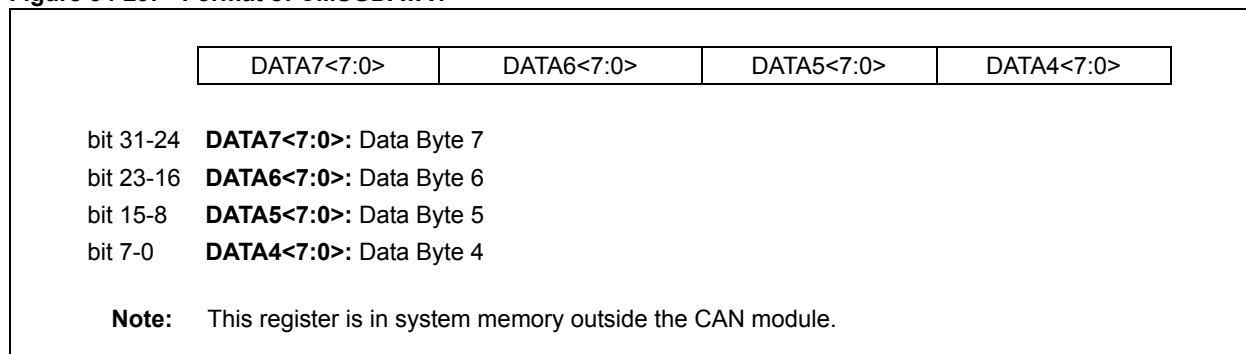 DATA7<7:0> DATA6<7:0> DATA5<7:0> DATA4<7:0>
bit 31-24 DATA7<7:0>: Data Byte 7
bit 23-16 DATA6<7:0>: Data Byte 6
bit 15-8 DATA5<7:0>: Data Byte 5
bit 7-0 DATA4<7:0>: Data Byte 4
Note: This register is in system memory outside the CAN module.